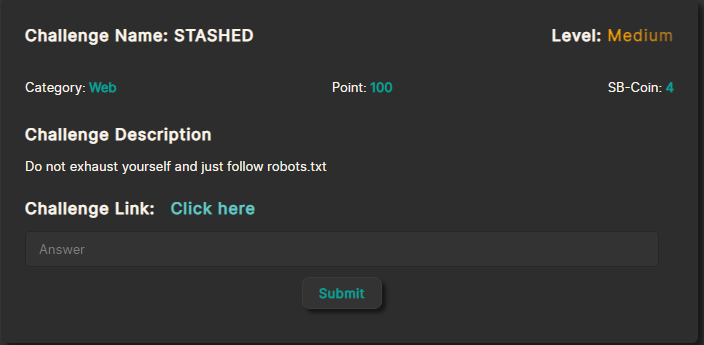 Challenge Name: STASHED Level: Medium
Category: Web Point: 100 SB-Coin: 4
Challenge Description
Do not exhaust yourself and just follow robots.txt
Challenge Link: Click here
Answer
Submit